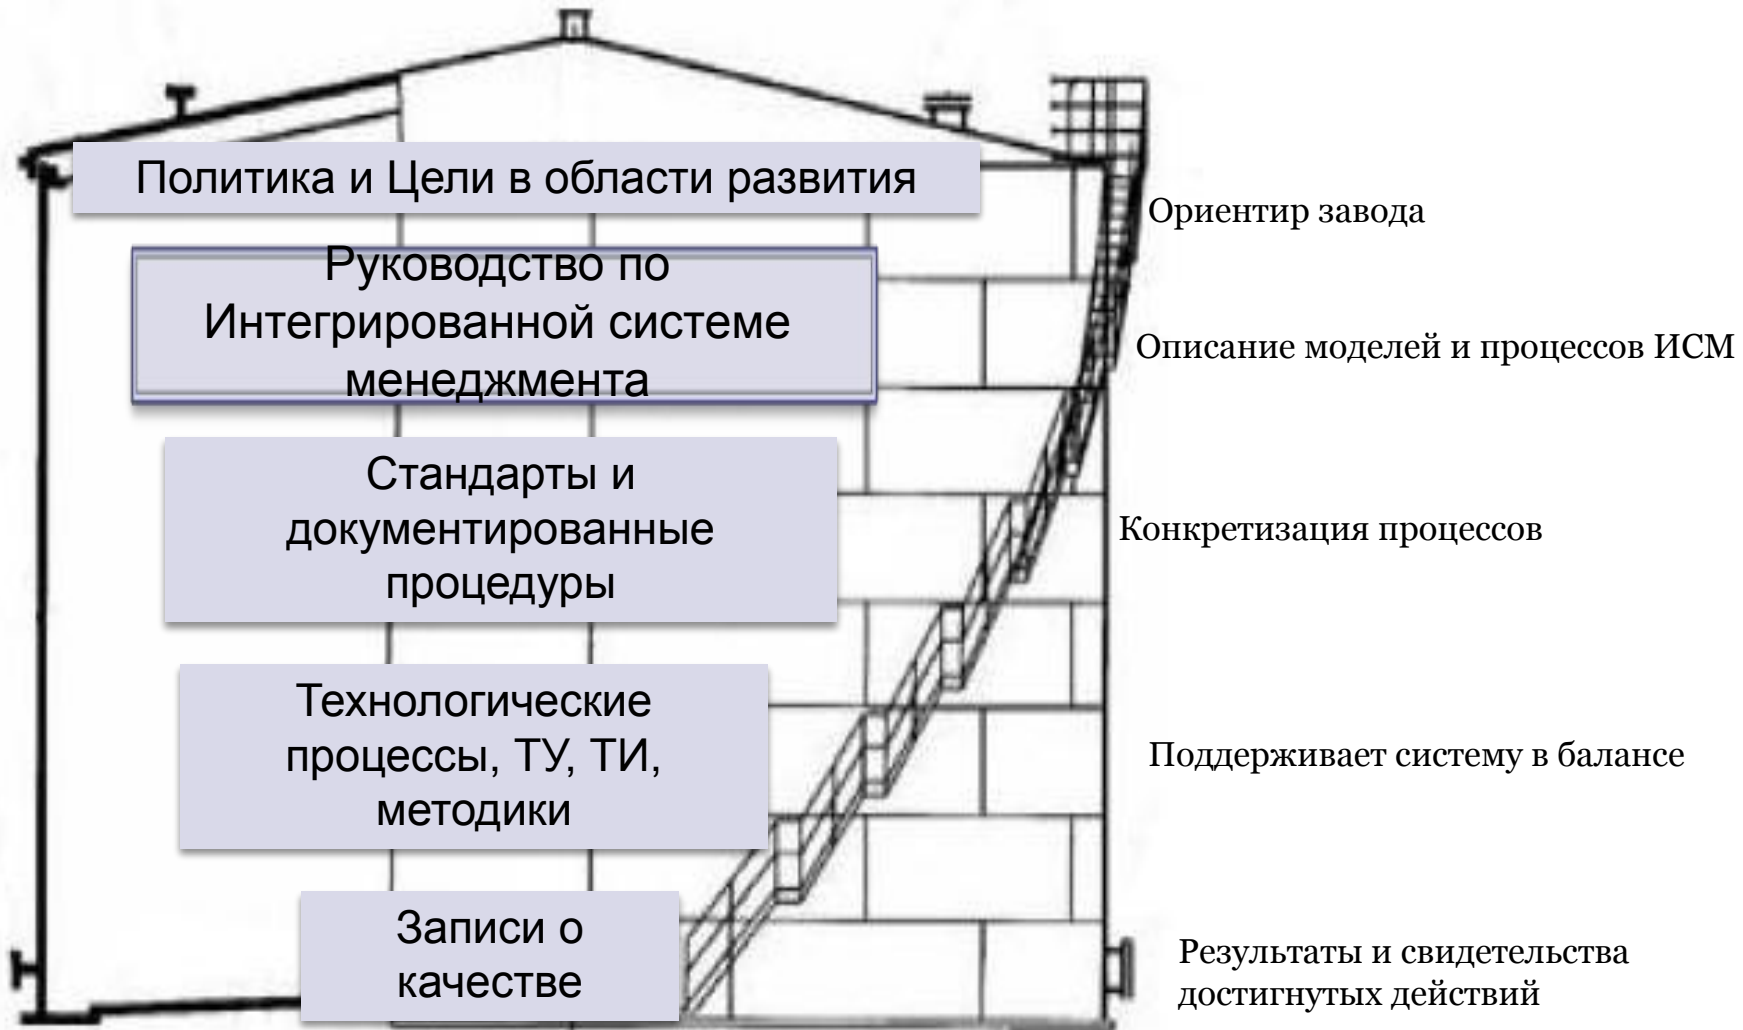 Политика и Цели в области развития
Ориентир завода
Руководство по
Интегрированной системе
менеджмента
Описание моделей и процессов ИСМ
Стандарты и
документированные
процедуры
Конкретизация процессов
Технологические
процессы, ТУ, ТИ,
методики
Поддерживает систему в балансе
Записи о
качестве
Результаты и свидетельства
достигнутых действий